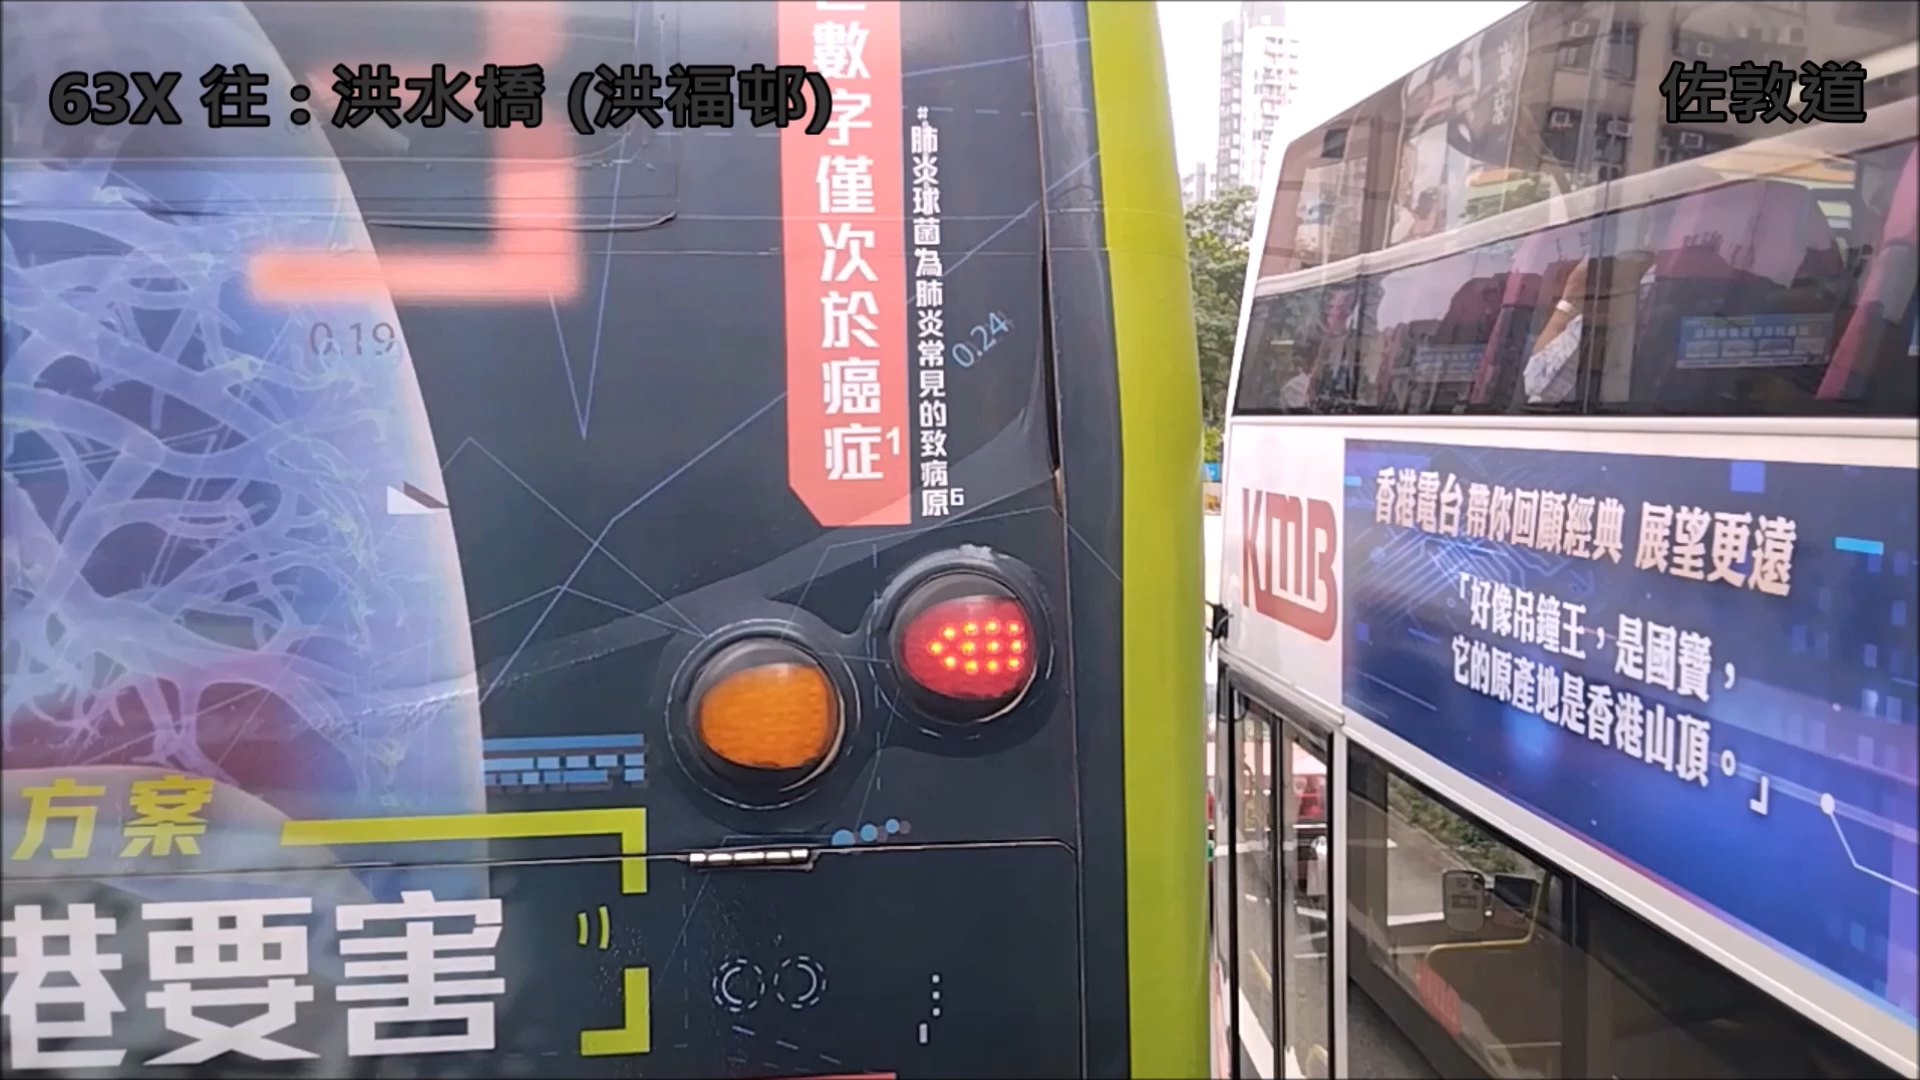 63X 往 : 洪水橋 (洪福邨)
佐敦道
數字僅次於癌症1
#肺炎球菌為肺炎常見的致病原6
0.19
0.24
方案
港要害
KMB
香港電台 帶你回顧經典 展望更遠
「好像吊鐘王，是國寶，
它的原產地是香港山頂。」